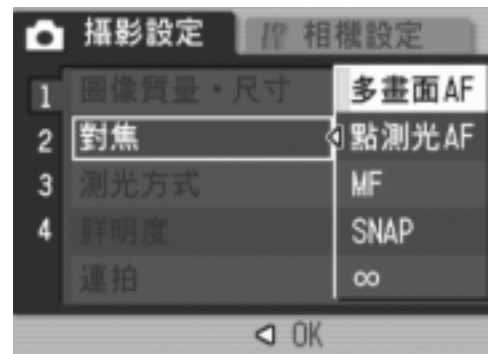 攝影設定 相機設定
1 圖像質量・尺寸 多畫面AF
2 對焦 點測光AF
3 測光方式 MF
4 鮮明度 SNAP
連拍 ∞
OK